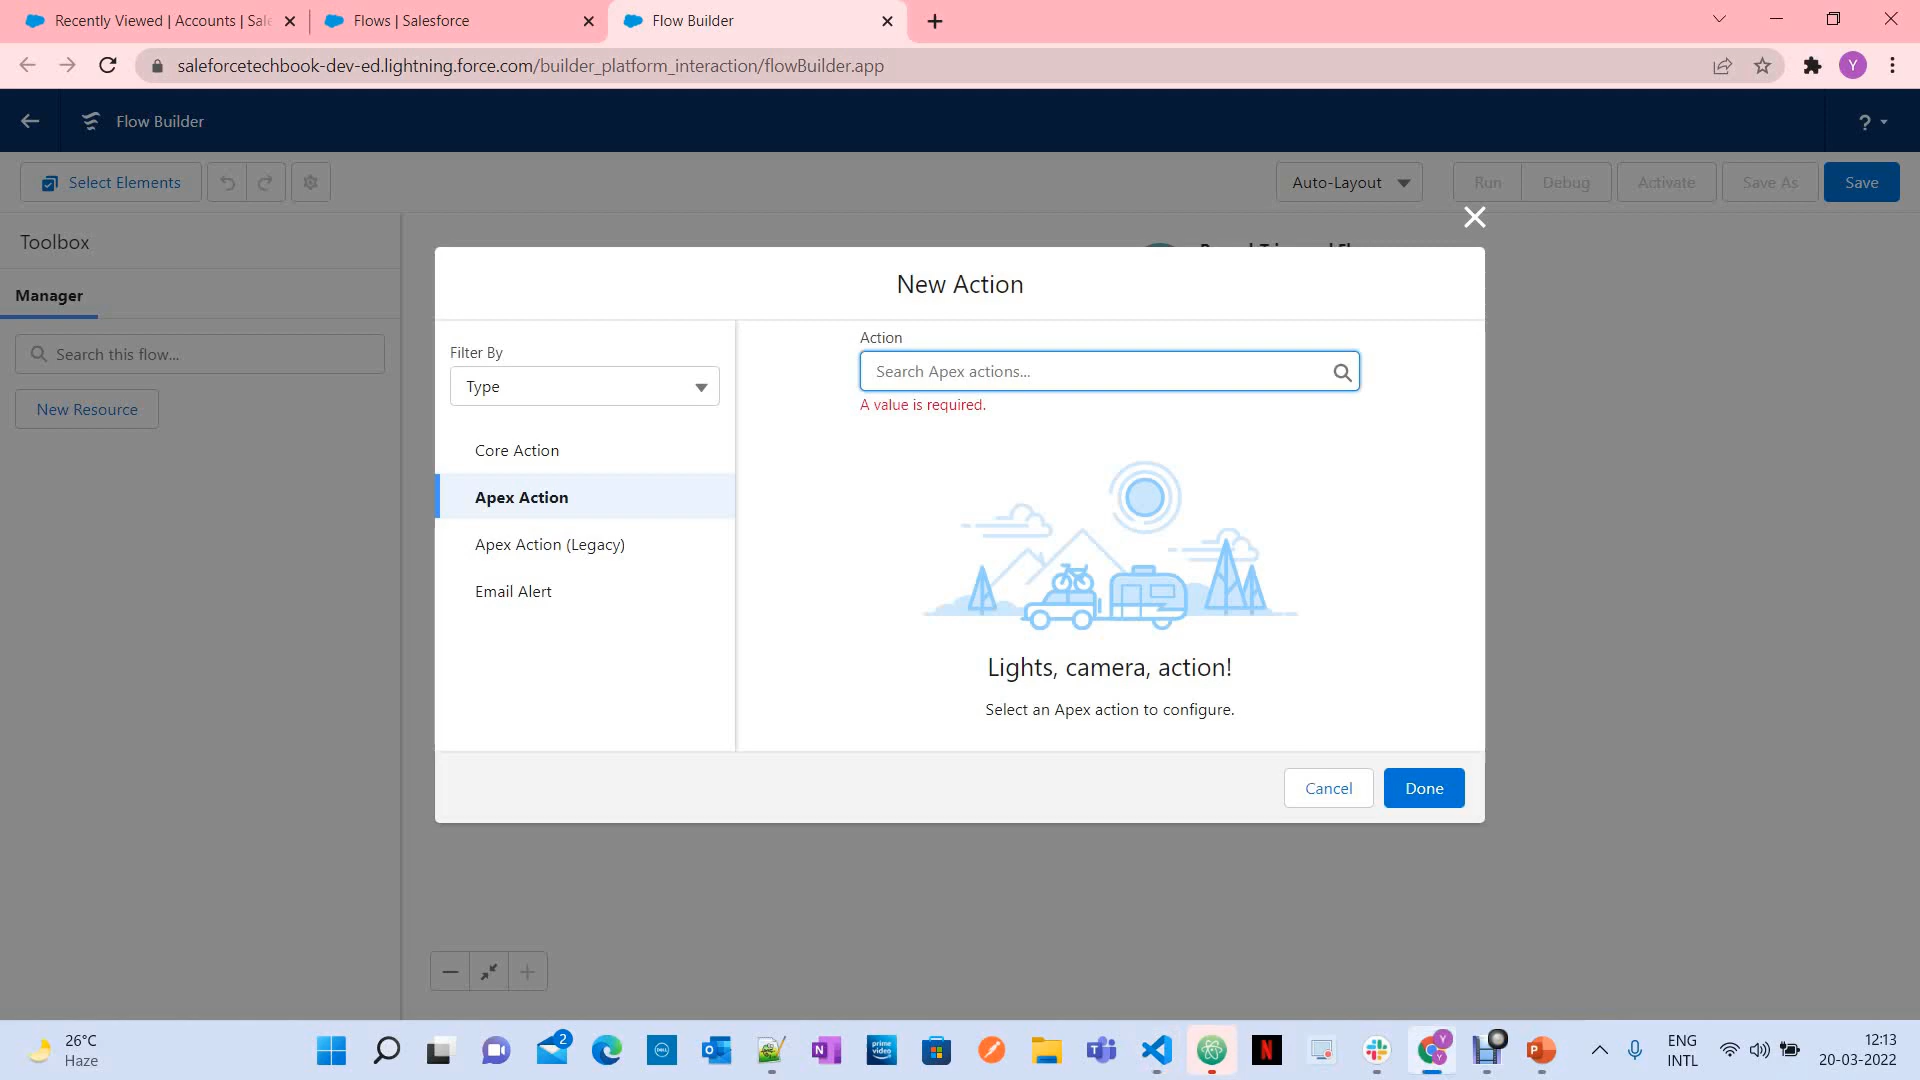 Recently Viewed | Accounts | Sale
Flows | Salesforce
Flow Builder
saleforcetechbook-dev-ed.lightning.force.com/builder_platform_interaction/flowBuilder.app
Y
Flow Builder
?
Select Elements
Auto-Layout
Run
Debug
Activate
Save As
Save
Toolbox
Manager
Search this flow...
New Resource
New Action
Filter By
Type
Core Action
Apex Action
Apex Action (Legacy)
Email Alert
Action
Search Apex actions...
A value is required.
Lights, camera, action!
Select an Apex action to configure.
Cancel
Done
26°C
Haze
2
DELL
prime video
N
N
Y
Y
P
ENG
INTL
12:13
20-03-2022